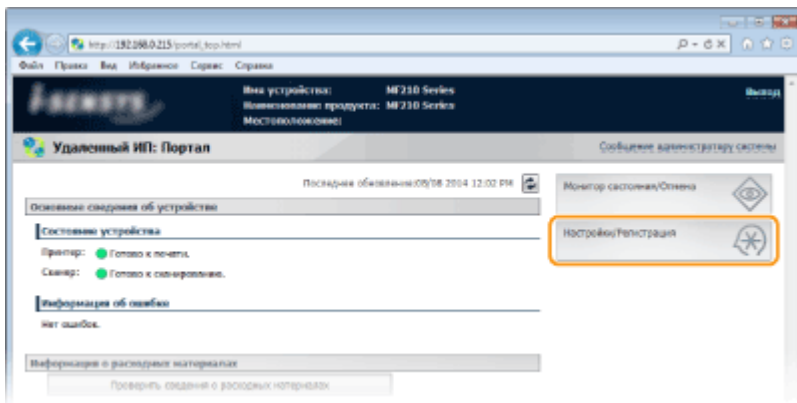 http://192.168.0.215/portal_top.html
Файл Правка Вид Избранное Сервис Справка
Имя устройства: MF210 Series
Наименование продукта: MF210 Series
Местоположение:
Выход
Удаленный ИП: Портал
Сообщение администратору системы
Последнее обновление:08/08 2014 12:02 PM
Основные сведения об устройстве
Монитор состояния/Отмена
Состояние устройства
Настройки/Регистрация
Принтер: Готово к печати.
Сканер: Готово к сканированию.
Информация об ошибке
Нет ошибок.
Информация о расходных материалах
Проверить сведения о расходных материалах